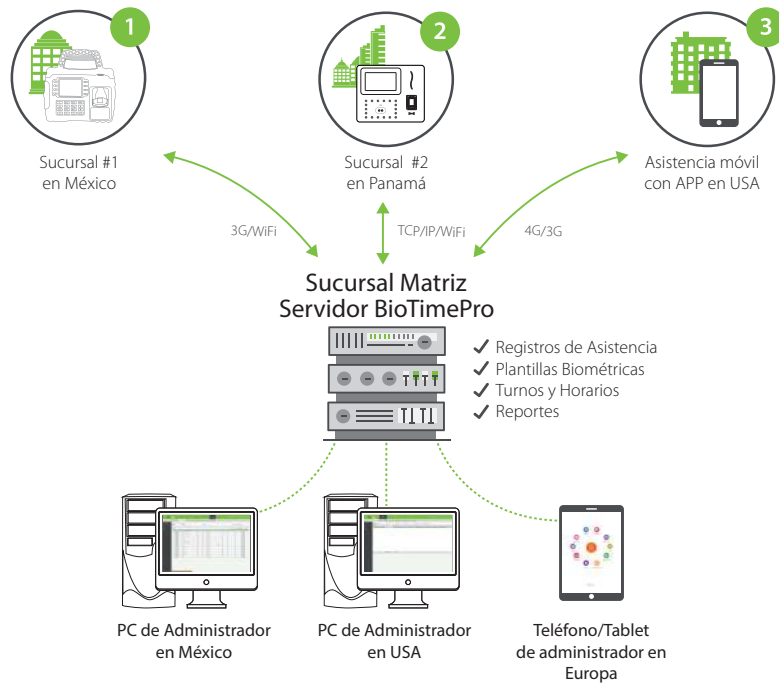 1
2
3
Sucursal #1
en México
Sucursal #2
en Panamá
Asistencia móvil
con APP en USA
3G/WiFi
TCP/IP/WiFi
4G/3G
Sucursal Matriz
Servidor BioTimePro
Registros de Asistencia
Plantillas Biométricas
Turnos y Horarios
Reportes
PC de Administrador
en México
PC de Administrador
en USA
Teléfono/Tablet
de administrador en
Europa